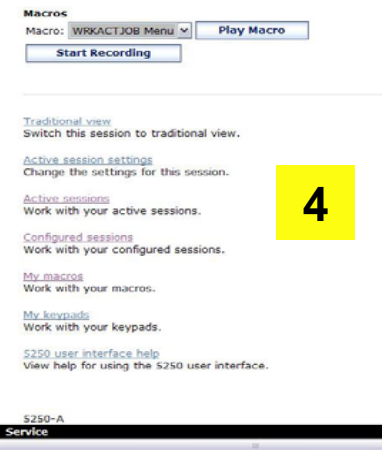 Macros
Macro: WRKACTJOB Menu Play Macro
Start Recording
Traditional view
Switch this session to traditional view.
Active session settings
Change the settings for this session.
Active sessions
Work with your active sessions.
4
Configured sessions
Work with your configured sessions.
My macros
Work with your macros.
My keypads
Work with your keypads.
5250 user interface help
View help for using the 5250 user interface.
5250-A
Service